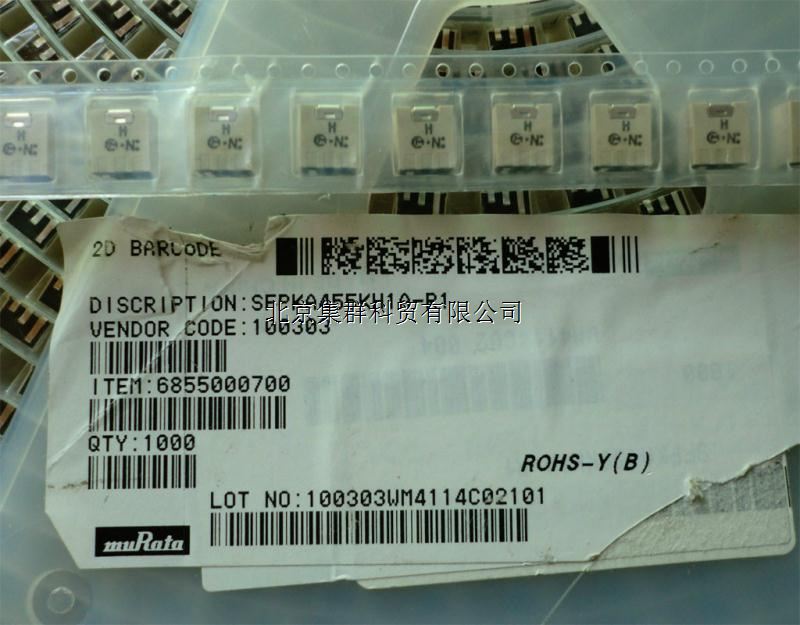 H
H
H
H
H
H
H
H
2D BARCODE
DISCRIPTION:SFPKA455KH1A-R1
北京集群科贸有限公司
VENDOR CODE:100303
ITEM:6855000700
QTY:1000
ROHS-Y(B)
LOT NO:100303WM4114C02101
muRata